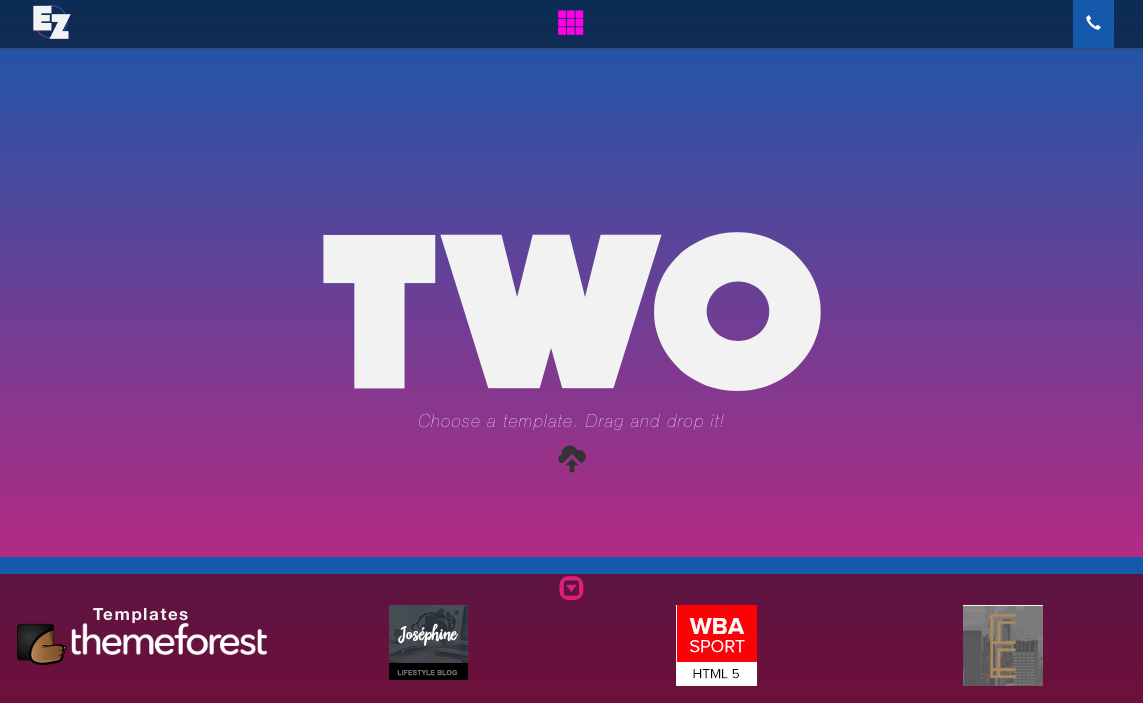 EZ
TWO
Choose a template. Drag and drop it!
Templates
themeforest
Joséphine
LIFESTYLE BLOG
WBA
SPORT
HTML 5